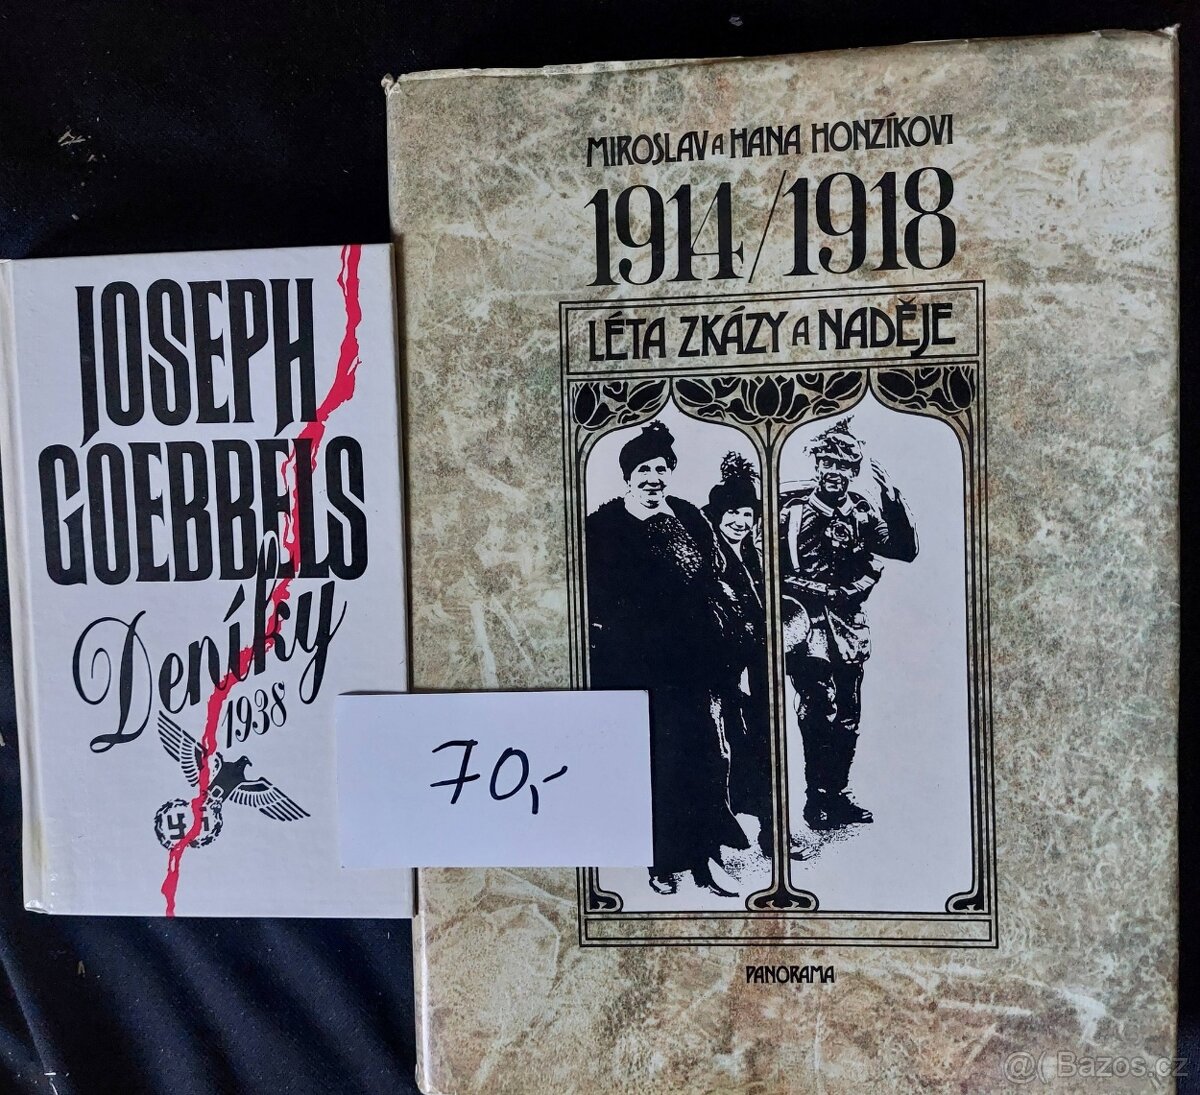 JOSEPH
GOEBBELS
Deníky
1938
70,-
MIROSLAV A HANA HONZÍKOVI
1914/1918
LÉTA ZKÁZY A NADĚJE
PANORAMA
@( Bazos.cz